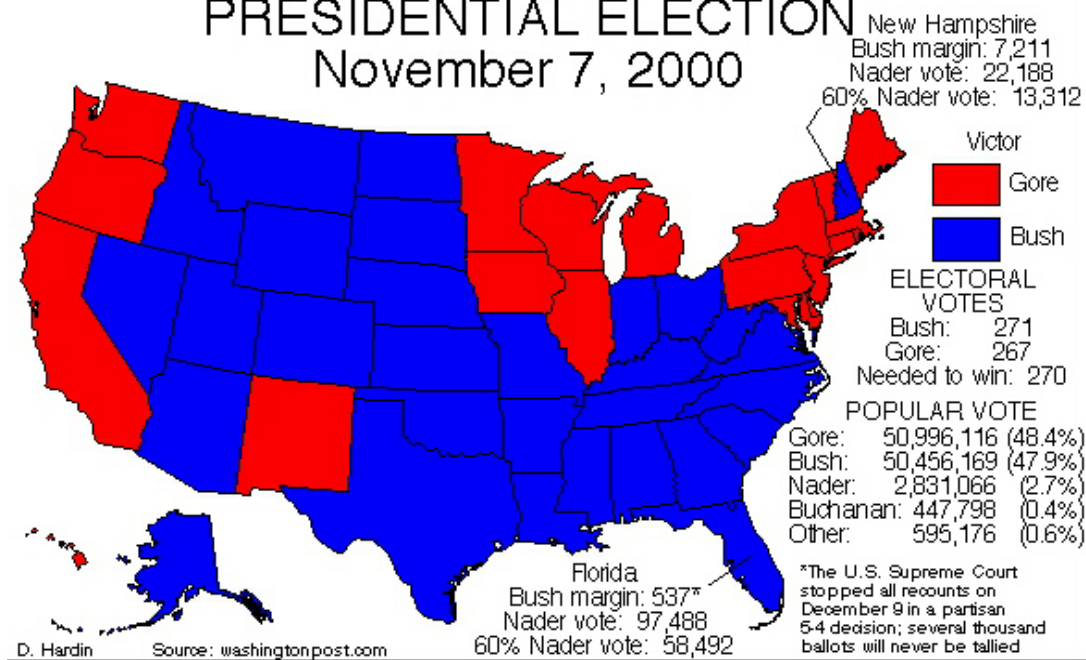 PRESIDENTIAL ELECTION
November 7, 2000
New Hampshire
Bush margin: 7,211
Nader vote: 22,188
60% Nader vote: 13,312
Victor
Gore
Bush
ELECTORAL
VOTES
Bush: 271
Gore: 267
Needed to win: 270
POPULAR VOTE
Gore: 50,996,116 (48.4%)
Bush: 50,456,169 (47.9%)
Nader: 2,831,066 (2.7%)
Buchanan: 447,798 (0.4%)
Other: 595,176 (0.6%)
Florida
Bush margin: 537*
Nader vote: 97,488
60% Nader vote: 58,492
*The U.S. Supreme Court
stopped all recounts on
December 9 in a partisan
5-4 decision; several thousand
ballots will never be tallied
D. Hardin
Source: washingtonpost.com